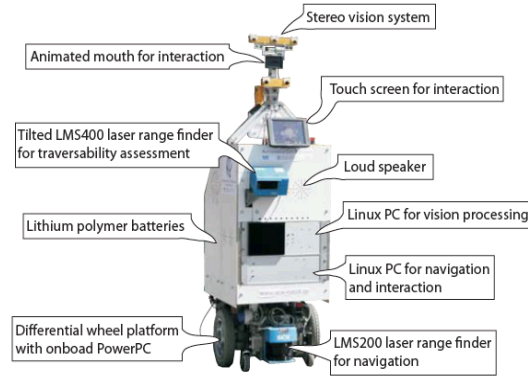 Stereo vision system
Animated mouth for interaction
Touch screen for interaction
Tilted LMS400 laser range finder
for traversability assessment
Loud speaker
Lithium polymer batteries
Linux PC for vision processing
Linux PC for navigation
and interaction
Differential wheel platform
with onboad PowerPC
LMS200 laser range finder
for navigation